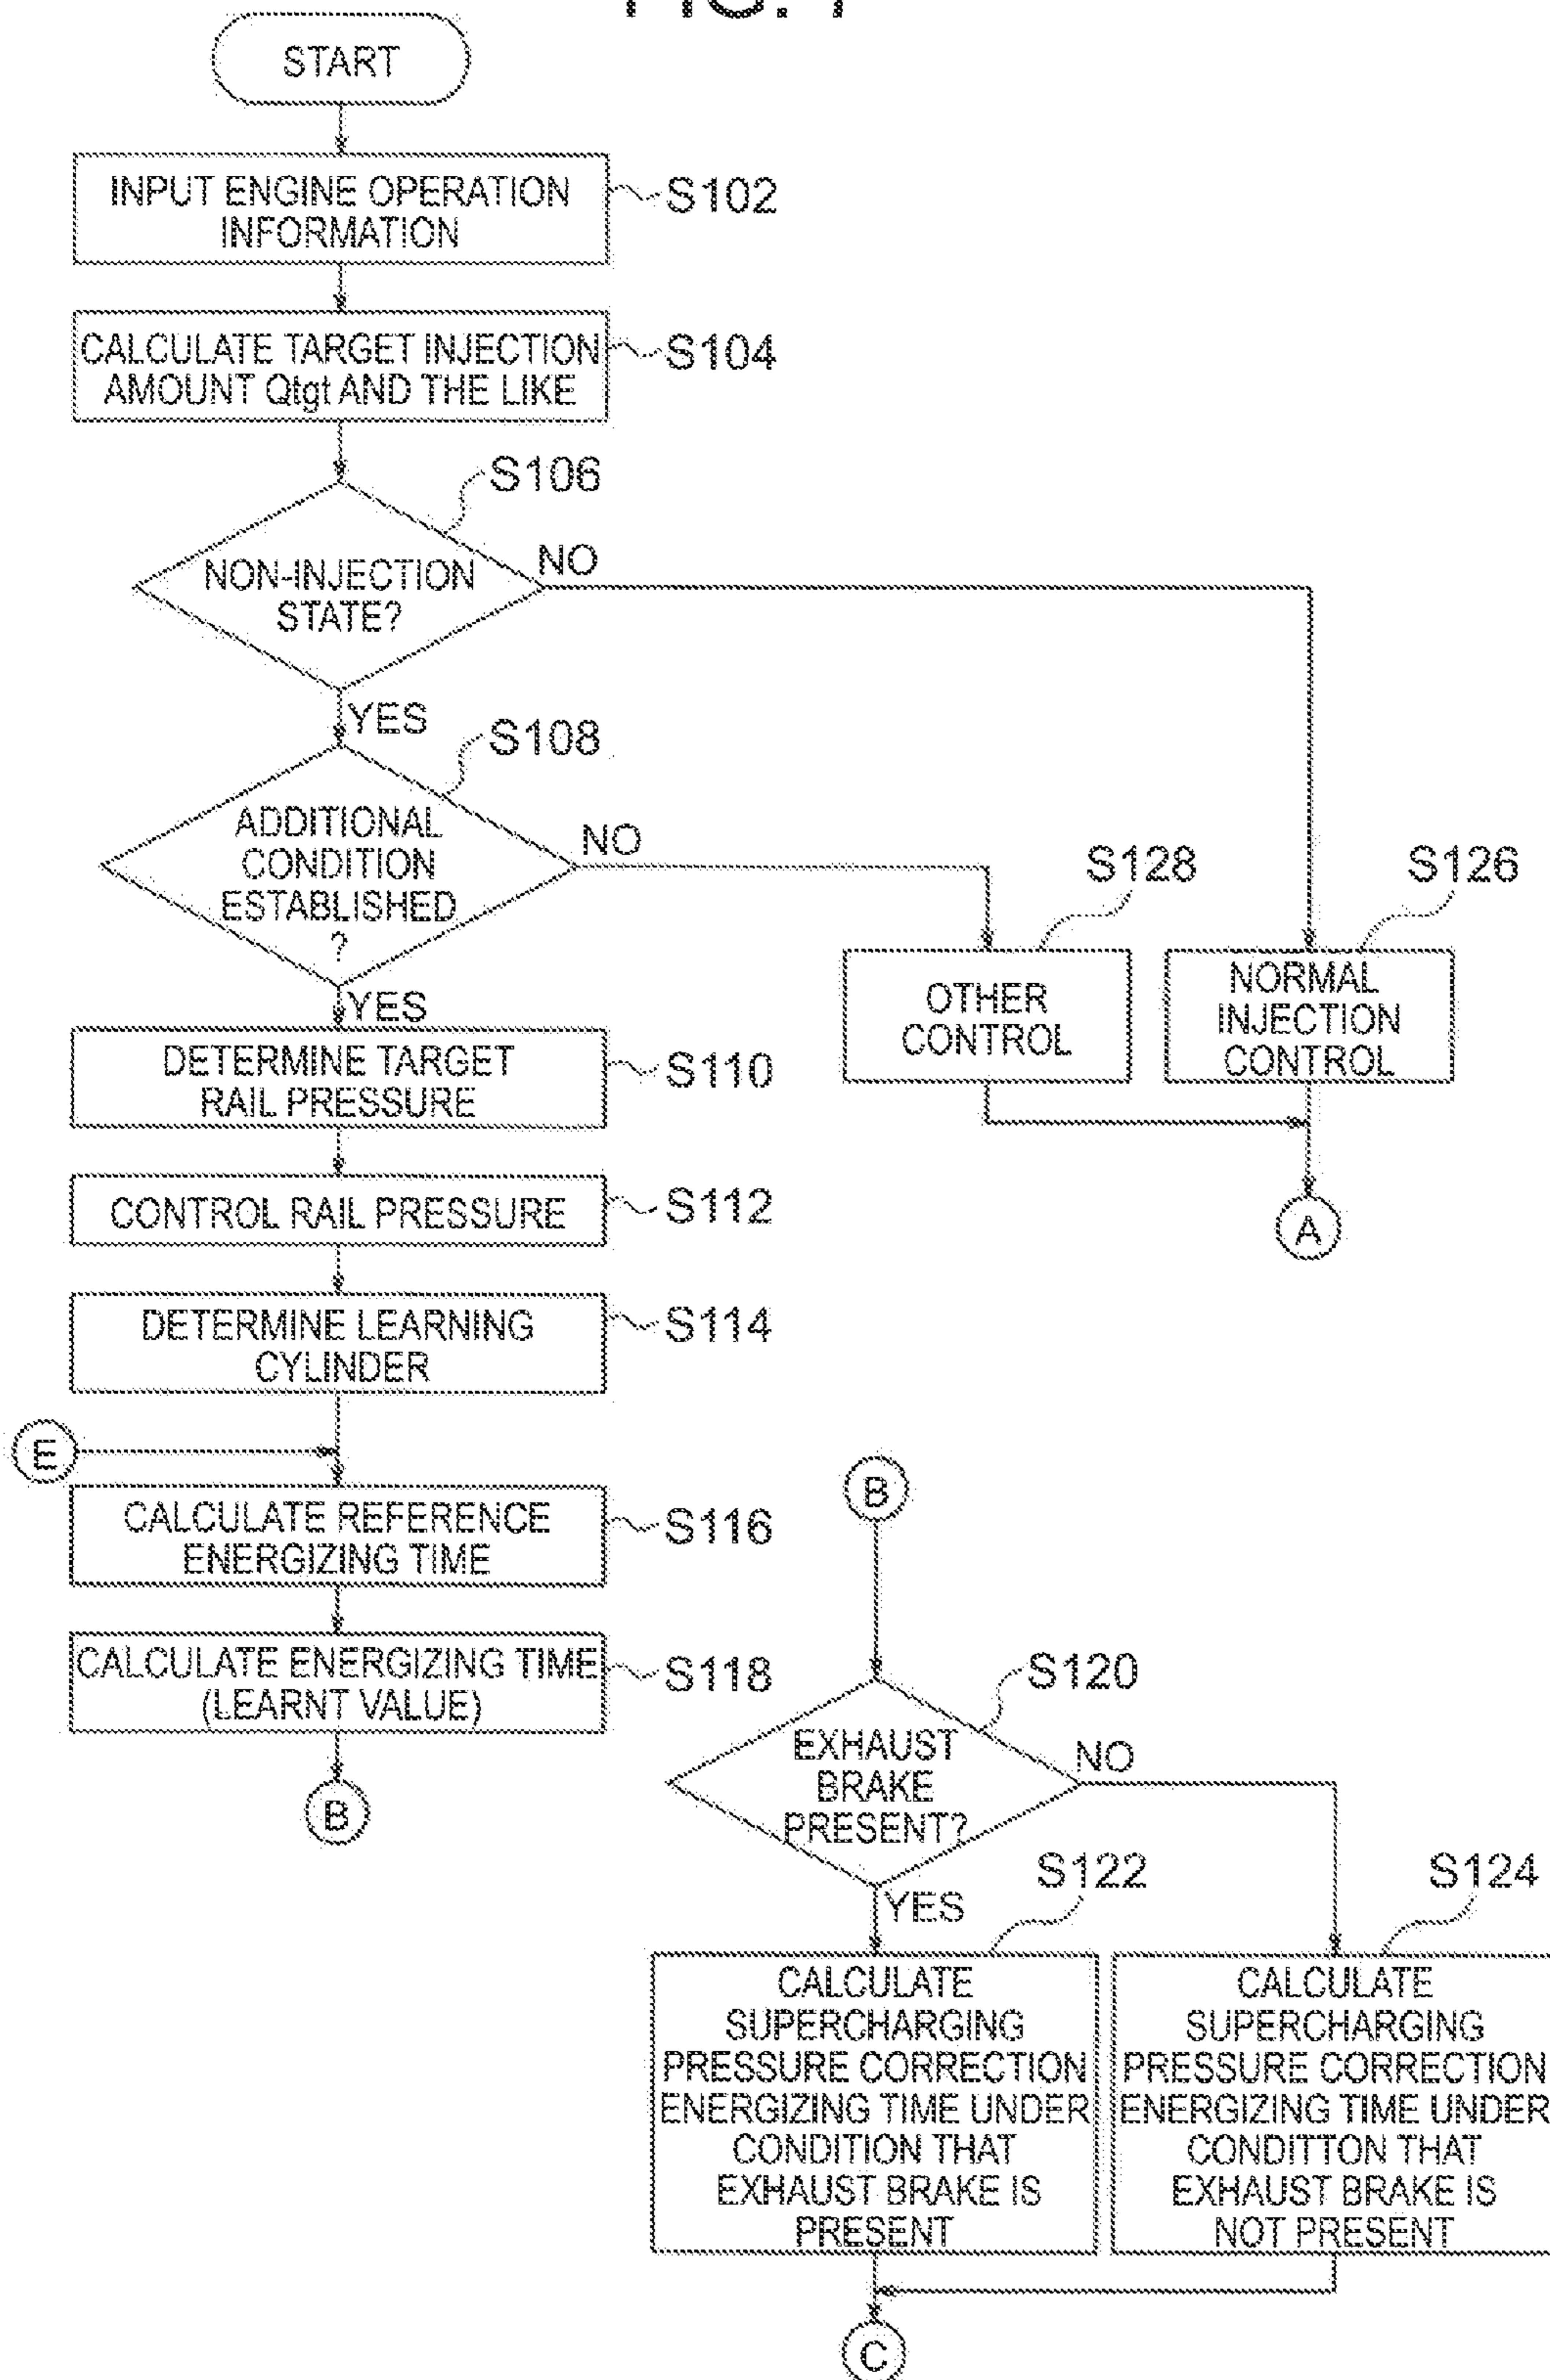 START
INPUT ENGINE OPERATION
INFORMATION
S102
CALCULATE TARGET INJECTION
AMOUNT Qtgt AND THE LIKE
S104
S106
NON-INJECTION
STATE?
NO
YES
S108
ADDITIONAL
CONDITION
ESTABLISHED
?
NO
YES
S128
OTHER
CONTROL
S126
NORMAL
INJECTION
CONTROL
A
DETERMINE TARGET
RAIL PRESSURE
S110
CONTROL RAIL PRESSURE
S112
DETERMINE LEARNING
CYLINDER
S114
E
CALCULATE REFERENCE
ENERGIZING TIME
S116
CALCULATE ENERGIZING TIME
(LEARNT VALUE)
S118
B
B
S120
EXHAUST
BRAKE
PRESENT?
NO
YES
S122
CALCULATE
SUPERCHARGING
PRESSURE CORRECTION
ENERGIZING TIME UNDER
CONDITION THAT
EXHAUST BRAKE IS
PRESENT
S124
CALCULATE
SUPERCHARGING
PRESSURE CORRECTION
ENERGIZING TIME UNDER
CONDITTON THAT
EXHAUST BRAKE IS
NOT PRESENT
C